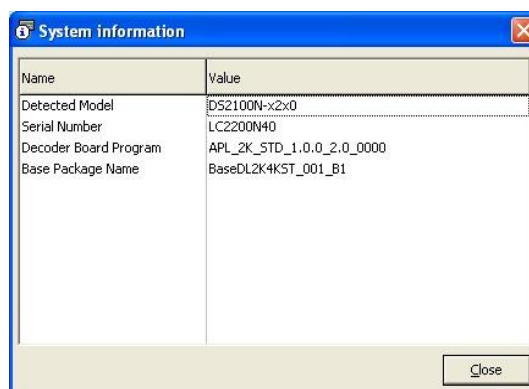 System information
Name Value
Detected Model DS2100N-x2x0
Serial Number LC2200N40
Decoder Board Program APL_2K_STD_1.0.0_2.0_0000
Base Package Name BaseDL2K4KST_001_B1
Close